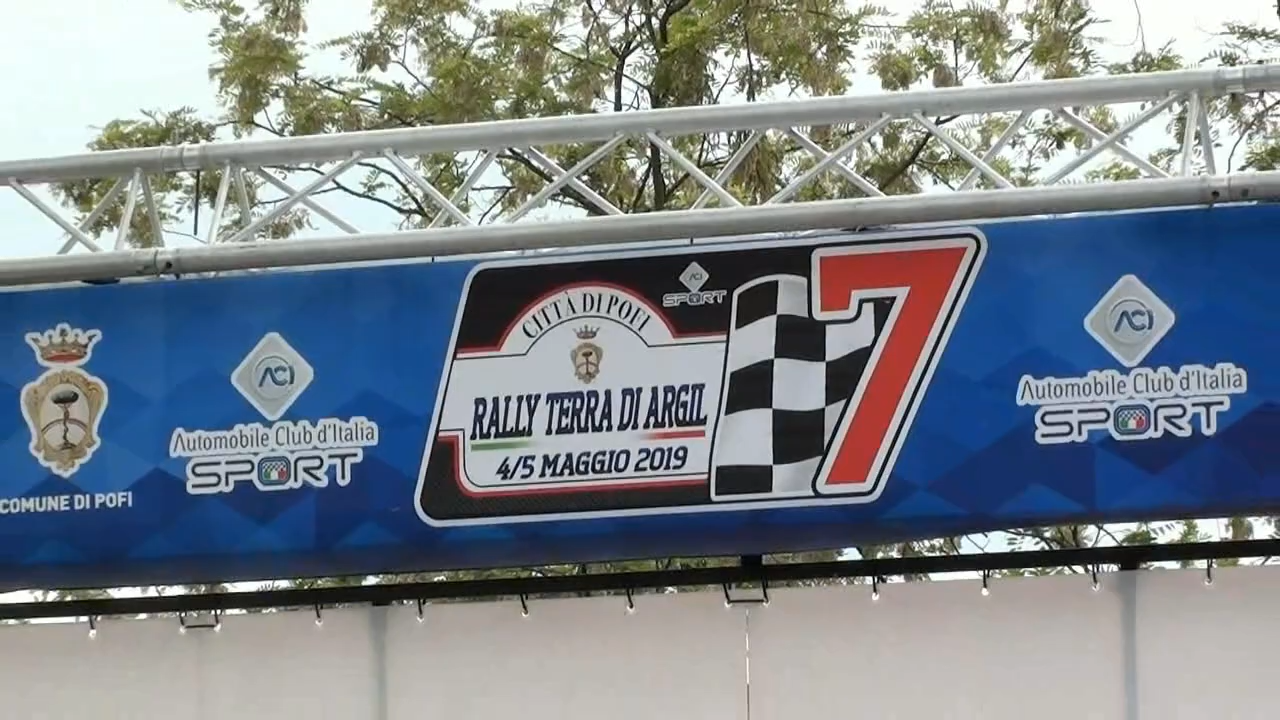 COMUNE DI POFI
ACI
Automobile Club d'Italia
SPORT
CITTÀ DI POFI
ACI
SPORT
RALLY TERRA DI ARGIL
4/5 MAGGIO 2019
7
ACI
Automobile Club d'Italia
SPORT